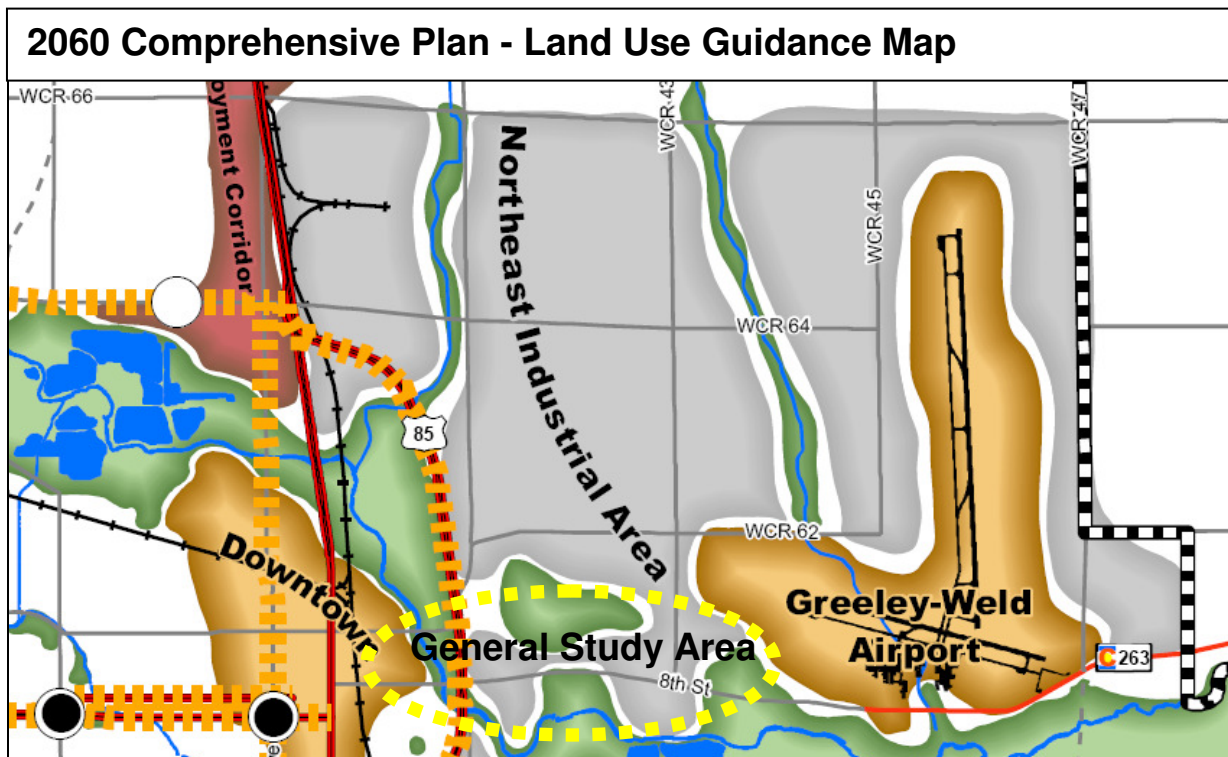 2060 Comprehensive Plan - Land Use Guidance Map
WCR 66
WCR 43
WCR 47
oyment Corridor
Northeast Industrial Area
WCR 45
WCR 64
85
WCR 62
Downtown
Greeley-Weld
Airport
General Study Area
C 263
8th St